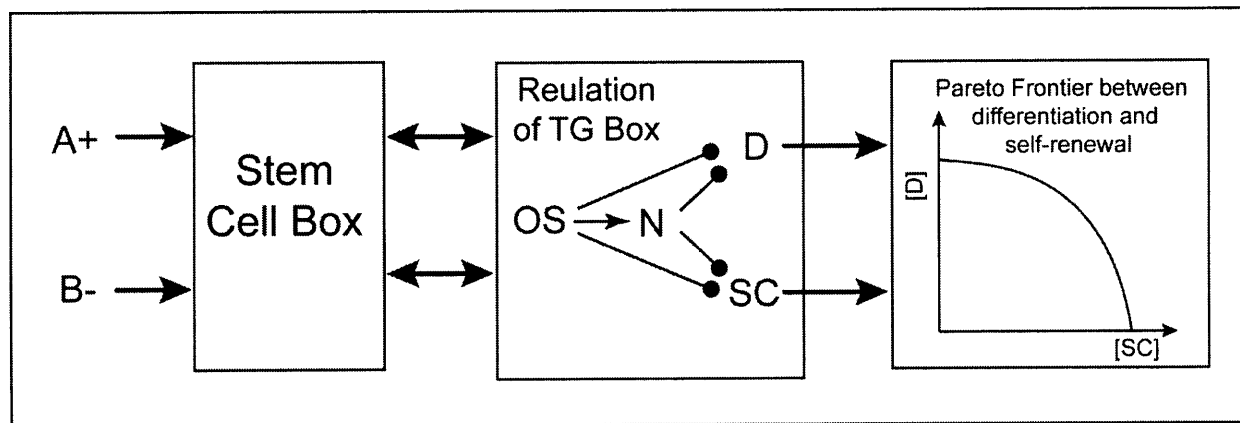 A+
B-
Stem
Cell Box
Reulation
of TG Box
OS
N
D
SC
Pareto Frontier between
differentiation and
self-renewal
[D]
[SC]